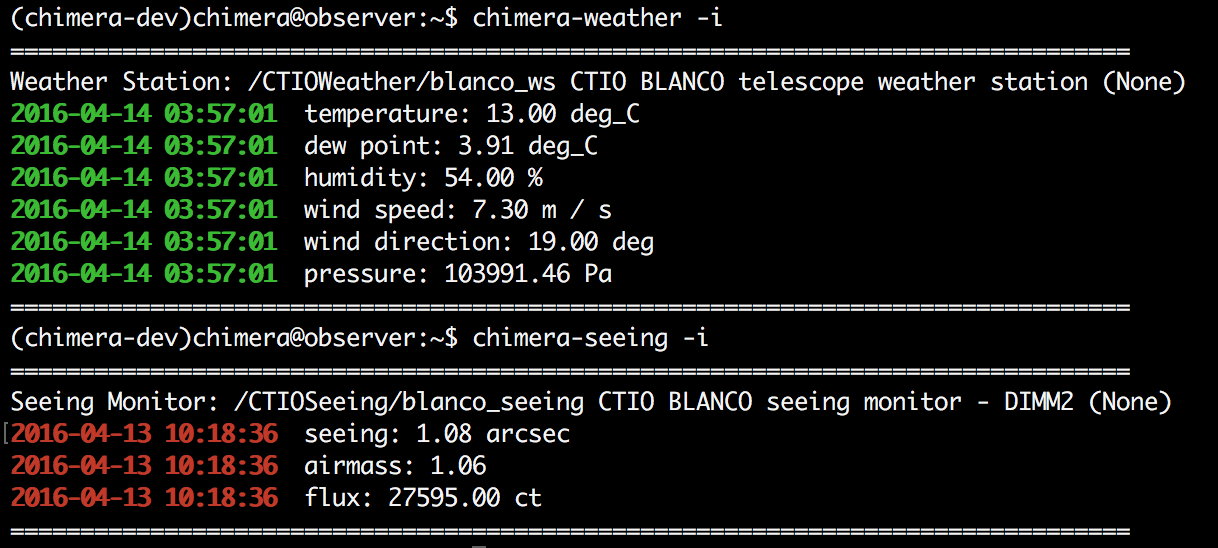 (chimera-dev)chimera@observer:~$ chimera-weather -i
================================================================================
Weather Station: /CTIOWeather/blanco_ws CTIO BLANCO telescope weather station (None)
2016-04-14 03:57:01  temperature: 13.00 deg_C
2016-04-14 03:57:01  dew point: 3.91 deg_C
2016-04-14 03:57:01  humidity: 54.00 %
2016-04-14 03:57:01  wind speed: 7.30 m / s
2016-04-14 03:57:01  wind direction: 19.00 deg
2016-04-14 03:57:01  pressure: 103991.46 Pa
================================================================================
(chimera-dev)chimera@observer:~$ chimera-seeing -i
================================================================================
Seeing Monitor: /CTIOSeeing/blanco_seeing CTIO BLANCO seeing monitor - DIMM2 (None)
2016-04-13 10:18:36  seeing: 1.08 arcsec
2016-04-13 10:18:36  airmass: 1.06
2016-04-13 10:18:36  flux: 27595.00 ct
================================================================================